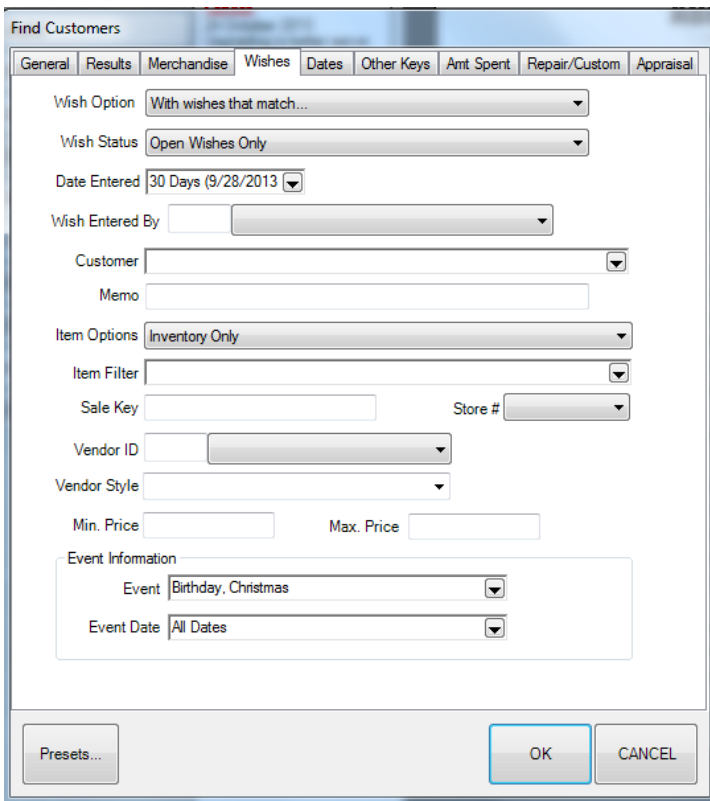 Find Customers
General Results Merchandise Wishes Dates Other Keys Amt Spent Repair/Custom Appraisal
Wish Option With wishes that match...
Wish Status Open Wishes Only
Date Entered 30 Days (9/28/2013
Wish Entered By
Customer
Memo
Item Options Inventory Only
Item Filter
Sale Key Store #
Vendor ID
Vendor Style
Min. Price Max. Price
Event Information
Event Birthday, Christmas
Event Date All Dates
Presets... OK CANCEL